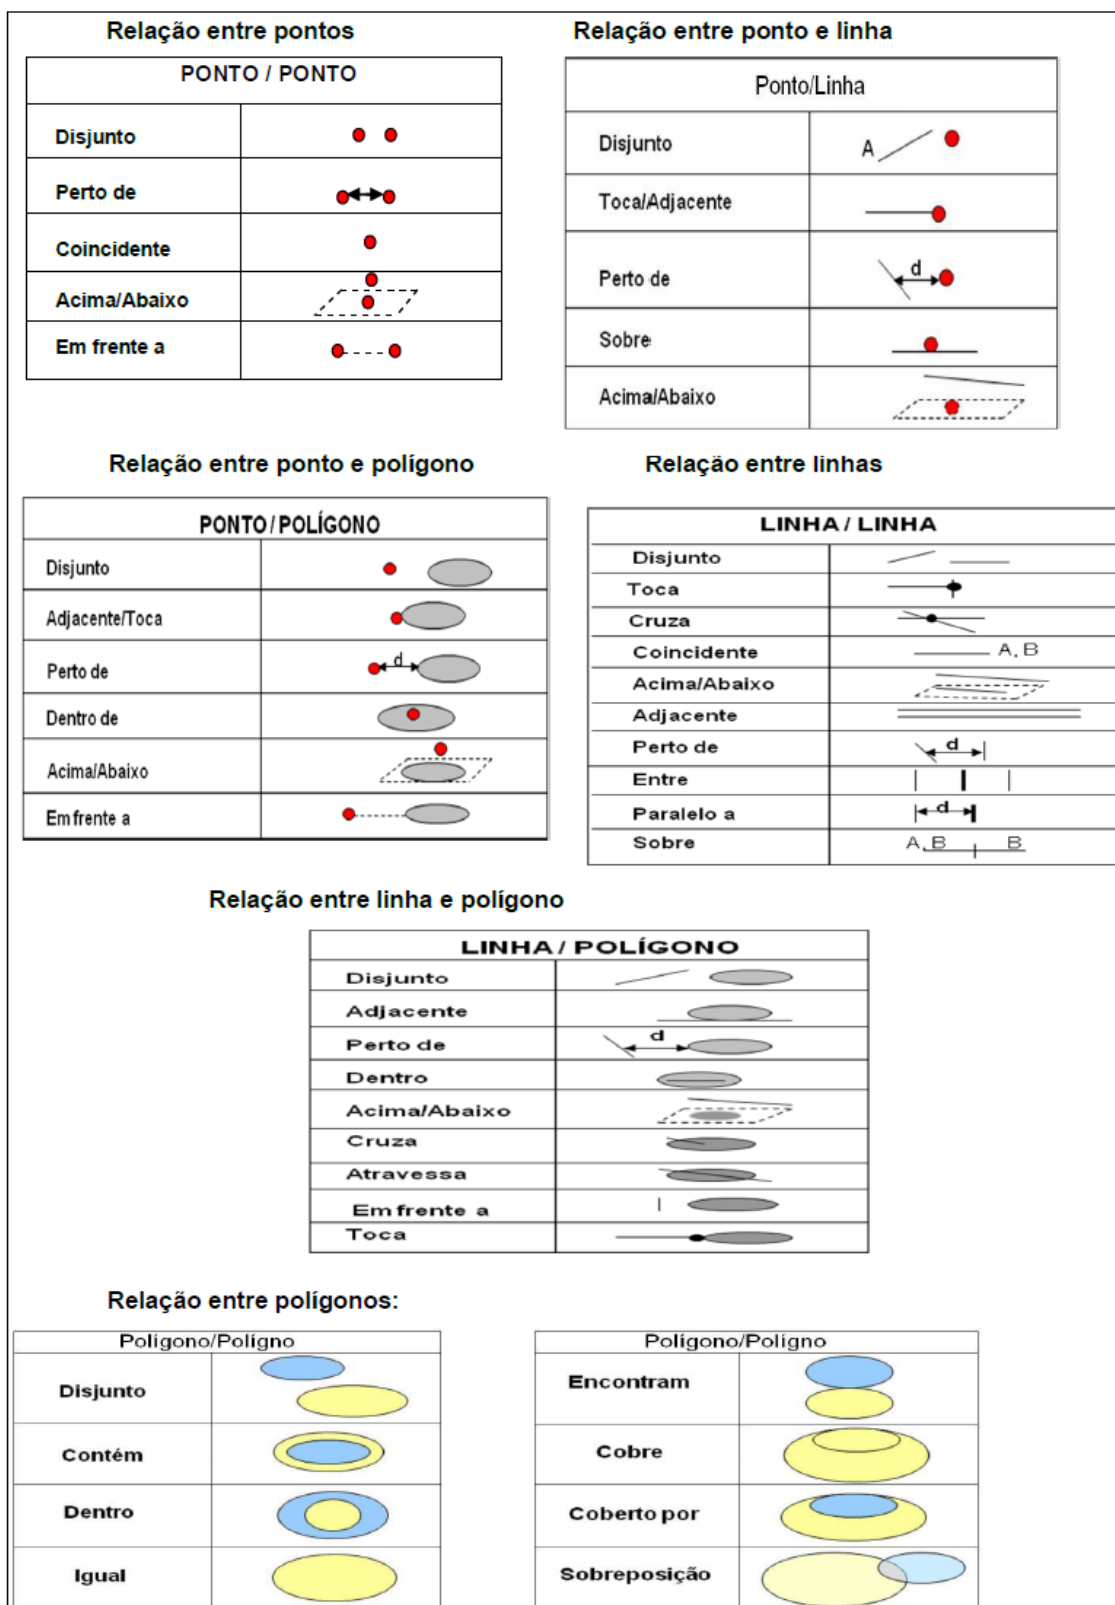 Relação entre pontos
PONTO / PONTO
Disjunto
Perto de
Coincidente
Acima/Abaixo
Em frente a
Relação entre ponto e linha
Ponto/Linha
Disjunto
A
Toca/Adjacente
Perto de
d
Sobre
Acima/Abaixo
Relação entre ponto e polígono
PONTO / POLÍGONO
Disjunto
Adjacente/Toca
Perto de
d
Dentro de
Acima/Abaixo
Em frente a
Relação entre linhas
LINHA / LINHA
Disjunto
Toca
Cruza
Coincidente
A, B
Acima/Abaixo
Adjacente
Perto de
d
Entre
Paralelo a
d
Sobre
A, B B
Relação entre linha e polígono
LINHA / POLÍGONO
Disjunto
Adjacente
Perto de
d
Dentro
Acima/Abaixo
Cruza
Atravessa
Em frente a
Toca
Relação entre polígonos:
Polígono/Polígno
Disjunto
Contém
Dentro
Igual
Polígono/Polígno
Encontram
Cobre
Coberto por
Sobreposição